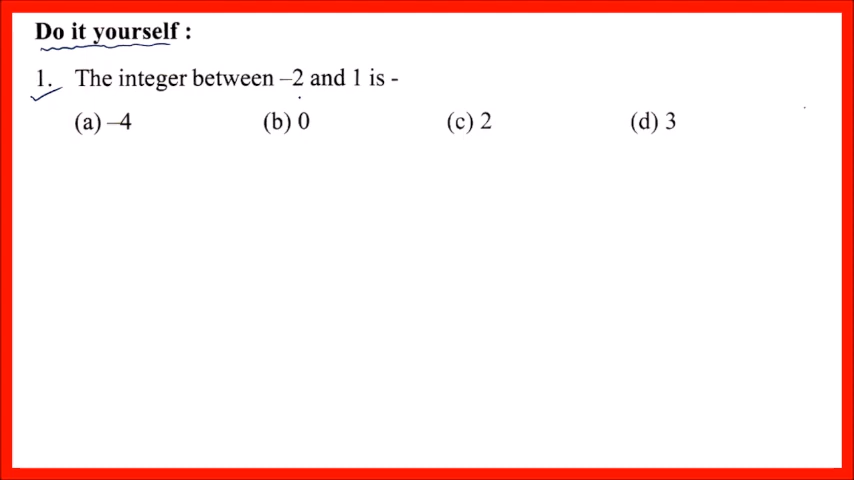 Do it yourself :
1. The integer between –2 and 1 is -
(a) –4 (b) 0 (c) 2 (d) 3